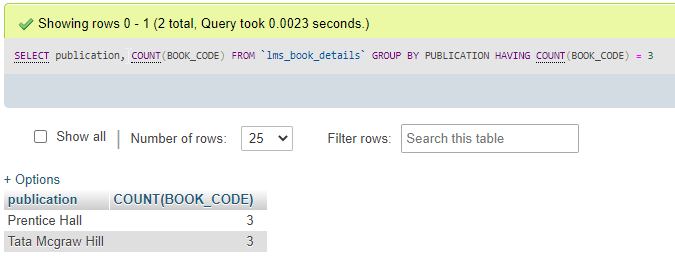 Showing rows 0 - 1 (2 total, Query took 0.0023 seconds.)
SELECT publication, COUNT(BOOK_CODE) FROM `lms_book_details` GROUP BY PUBLICATION HAVING COUNT(BOOK_CODE) = 3
Show all | Number of rows: 25 Filter rows: Search this table
+ Options
publication COUNT(BOOK_CODE)
Prentice Hall 3
Tata Mcgraw Hill 3